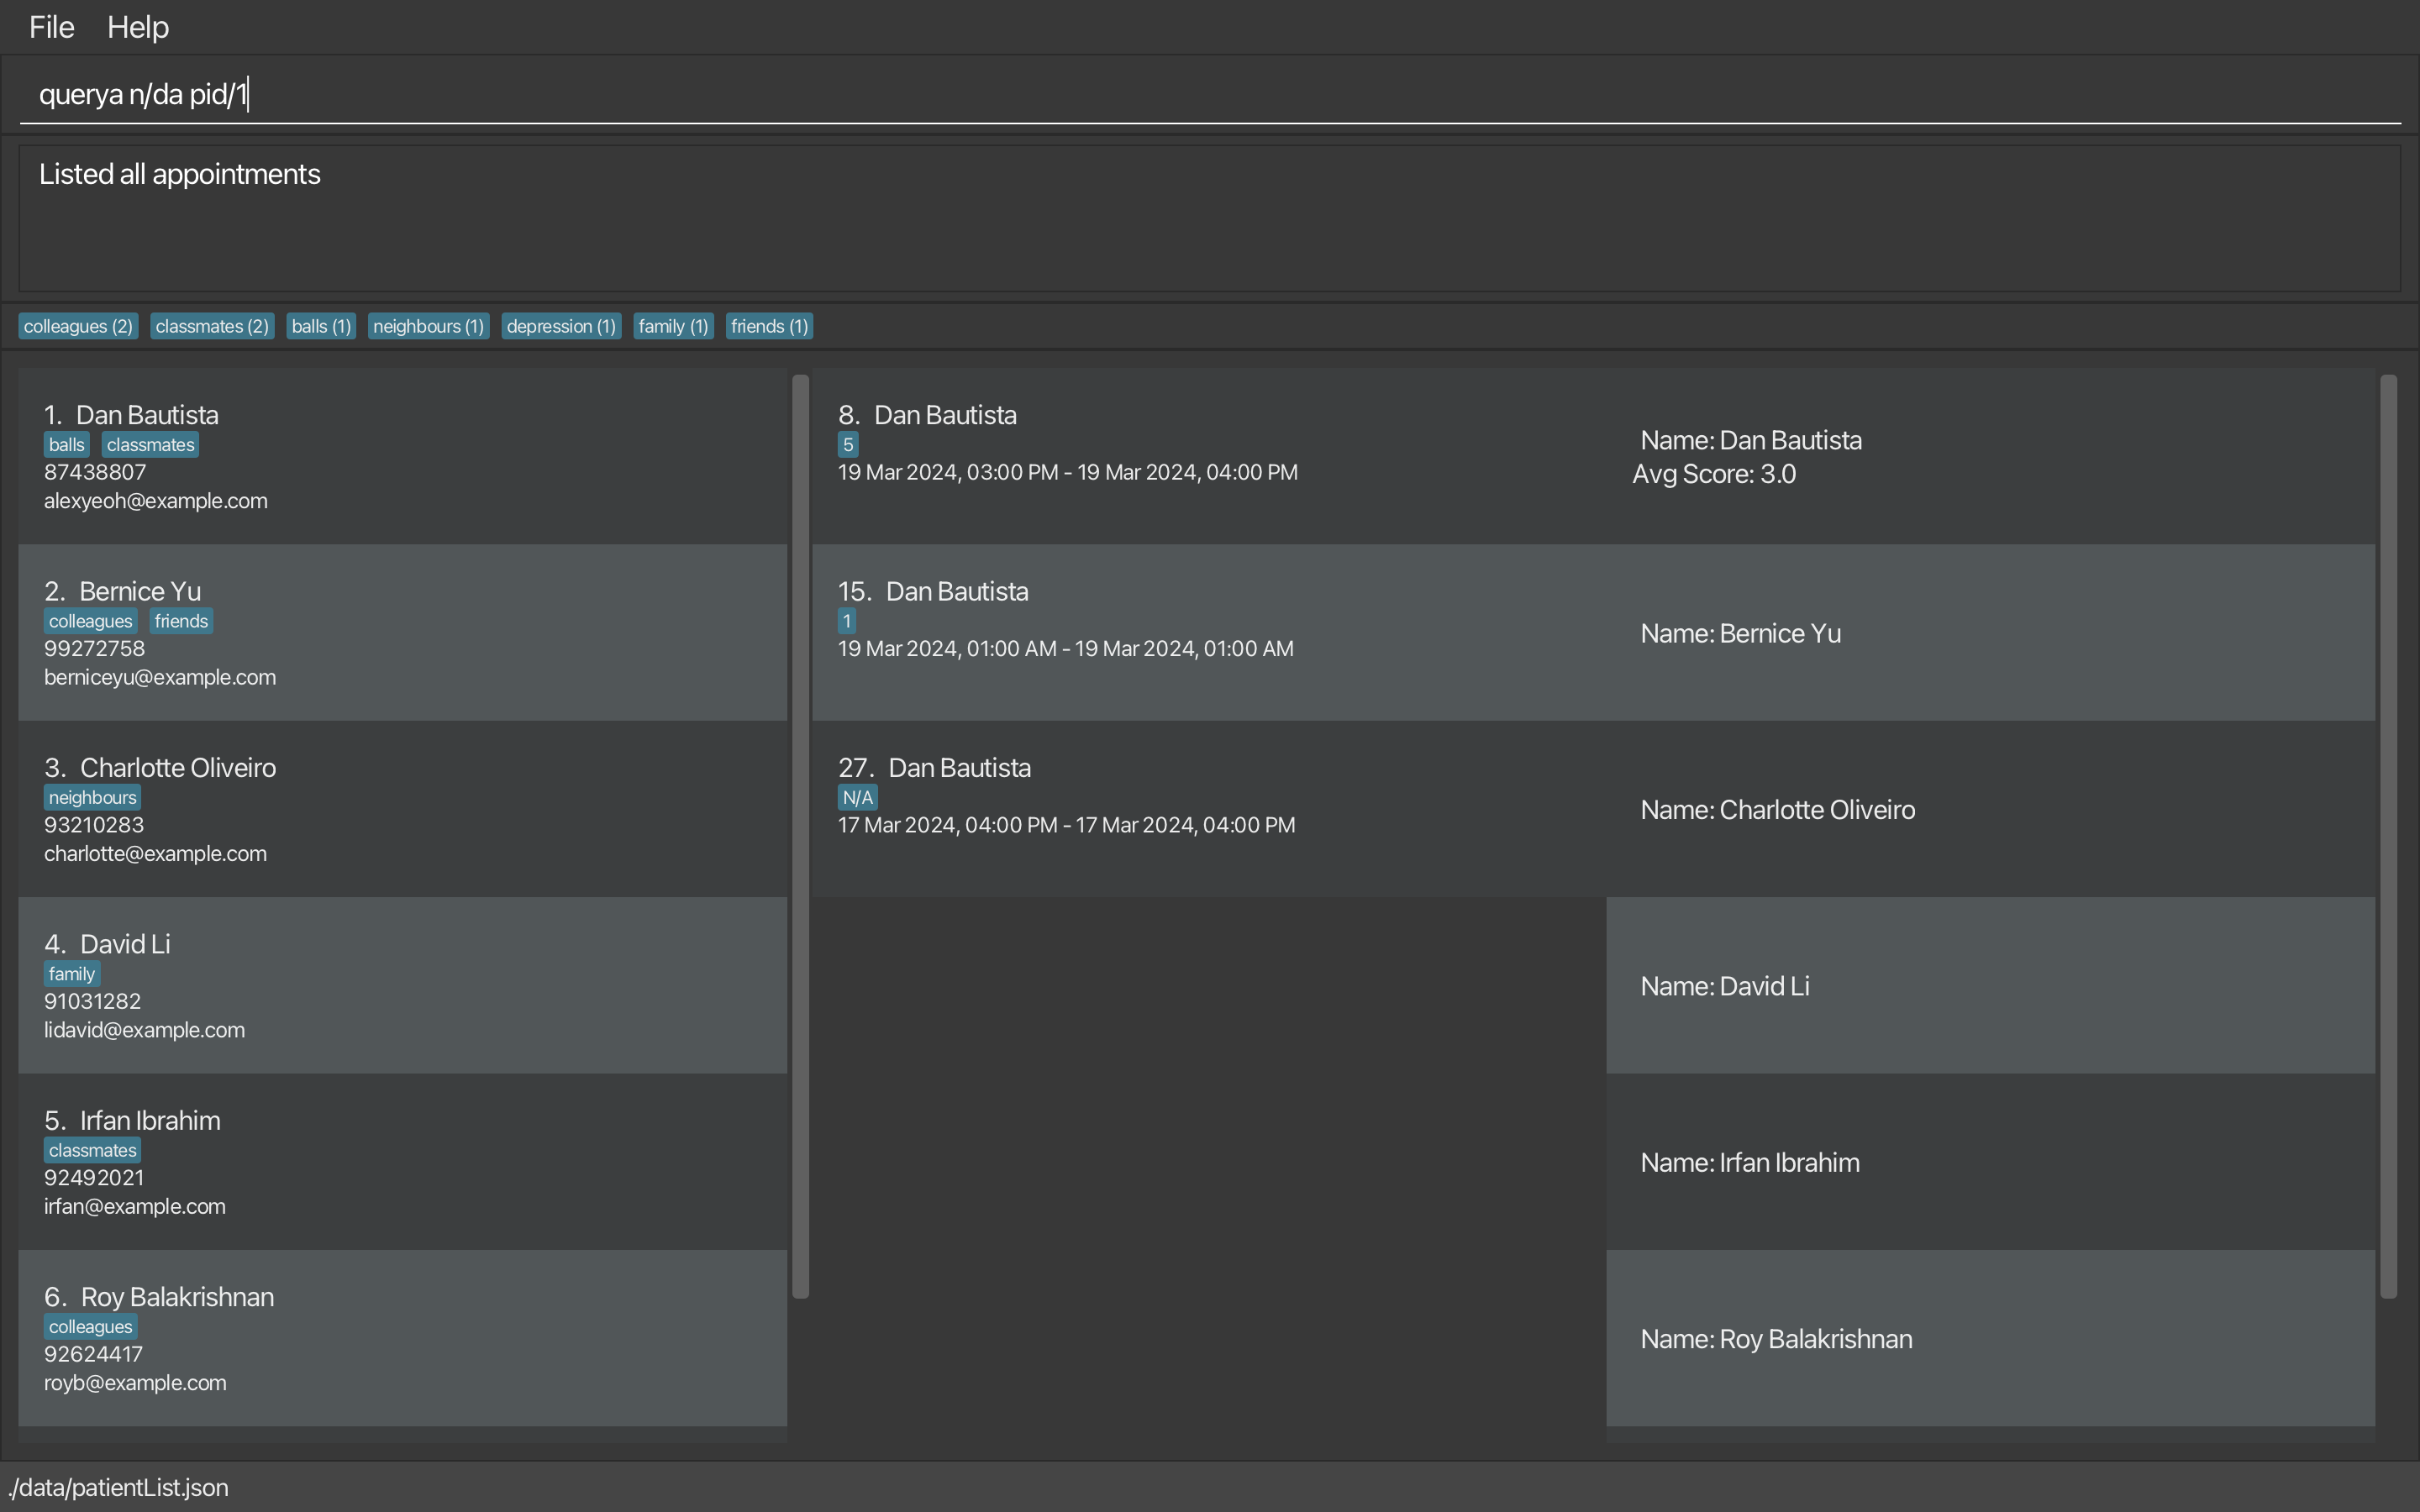 File Help
querya n/da pid/1
Listed all appointments
colleagues (2) classmates (2) balls (1) neighbours (1) depression (1) family (1) friends (1)
1. Dan Bautista
balls classmates
87438807
alexyeoh@example.com
2. Bernice Yu
colleagues friends
99272758
berniceyu@example.com
3. Charlotte Oliveiro
neighbours
93210283
charlotte@example.com
4. David Li
family
91031282
lidavid@example.com
5. Irfan Ibrahim
classmates
92492021
irfan@example.com
6. Roy Balakrishnan
colleagues
92624417
royb@example.com
8. Dan Bautista
5
19 Mar 2024, 03:00 PM - 19 Mar 2024, 04:00 PM
15. Dan Bautista
1
19 Mar 2024, 01:00 AM - 19 Mar 2024, 01:00 AM
27. Dan Bautista
N/A
17 Mar 2024, 04:00 PM - 17 Mar 2024, 04:00 PM
Name: Dan Bautista
Avg Score: 3.0
Name: Bernice Yu
Name: Charlotte Oliveiro
Name: David Li
Name: Irfan Ibrahim
Name: Roy Balakrishnan
./data/patientList.json